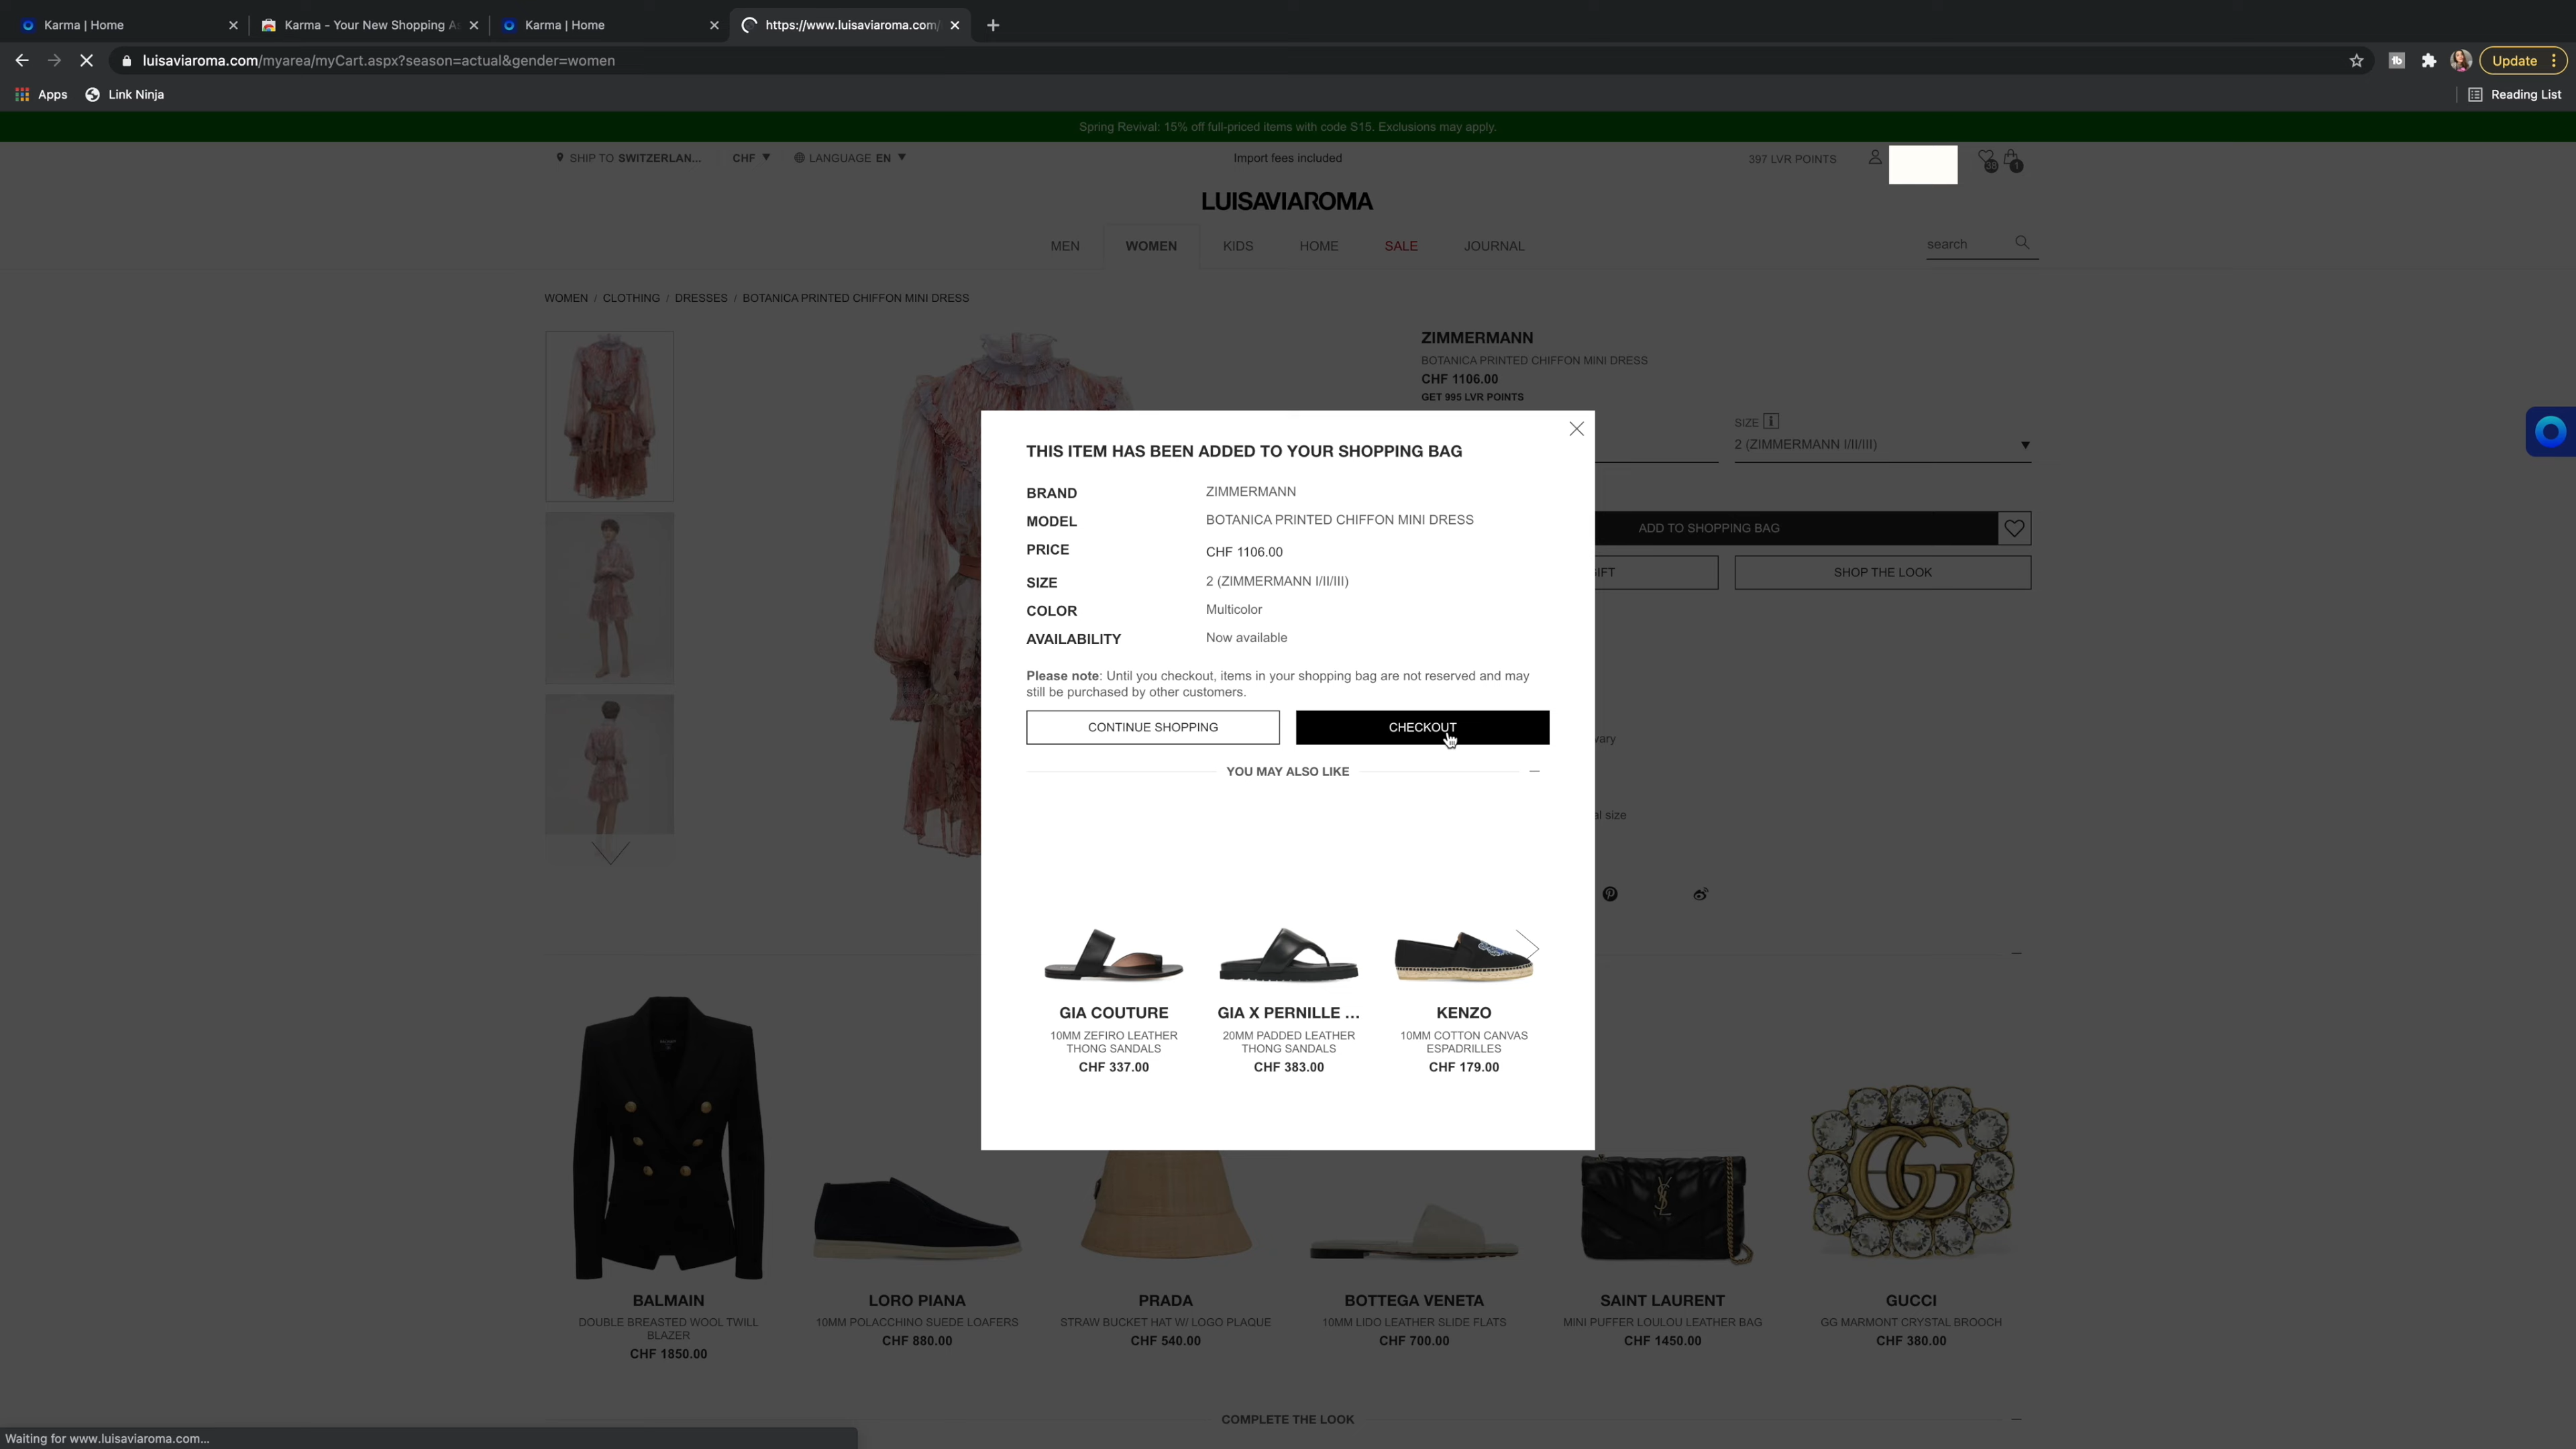 Karma | Home
Karma - Your New Shopping A
Karma | Home
https://www.luisaviaroma.com/
luisaviaroma.com/myarea/myCart.aspx?season=actual&gender=women
Update
Apps
Link Ninja
Reading List
Spring Revival: 15% off full-priced items with code S15. Exclusions may apply.
SHIP TO SWITZERLAN...
CHF
LANGUAGE EN
Import fees included
397 LVR POINTS
38
1
LUISAVIAROMA
MEN
WOMEN
KIDS
HOME
SALE
JOURNAL
search
WOMEN / CLOTHING / DRESSES / BOTANICA PRINTED CHIFFON MINI DRESS
ZIMMERMANN
BOTANICA PRINTED CHIFFON MINI DRESS
CHF 1106.00
GET 995 LVR POINTS
SIZE i
2 (ZIMMERMANN I/II/III)
ADD TO SHOPPING BAG
IFT
SHOP THE LOOK
vary
al size
THIS ITEM HAS BEEN ADDED TO YOUR SHOPPING BAG
BRAND ZIMMERMANN
MODEL BOTANICA PRINTED CHIFFON MINI DRESS
PRICE CHF 1106.00
SIZE 2 (ZIMMERMANN I/II/III)
COLOR Multicolor
AVAILABILITY Now available
Please note: Until you checkout, items in your shopping bag are not reserved and may
still be purchased by other customers.
CONTINUE SHOPPING
CHECKOUT
YOU MAY ALSO LIKE
GIA COUTURE
10MM ZEFIRO LEATHER
THONG SANDALS
CHF 337.00
GIA X PERNILLE ...
20MM PADDED LEATHER
THONG SANDALS
CHF 383.00
KENZO
10MM COTTON CANVAS
ESPADRILLES
CHF 179.00
BALMAIN
DOUBLE BREASTED WOOL TWILL
BLAZER
CHF 1850.00
LORO PIANA
10MM POLACCHINO SUEDE LOAFERS
CHF 880.00
PRADA
STRAW BUCKET HAT W/ LOGO PLAQUE
CHF 540.00
BOTTEGA VENETA
10MM LIDO LEATHER SLIDE FLATS
CHF 700.00
SAINT LAURENT
MINI PUFFER LOULOU LEATHER BAG
CHF 1450.00
GUCCI
GG MARMONT CRYSTAL BROOCH
CHF 380.00
COMPLETE THE LOOK
Waiting for www.luisaviaroma.com...